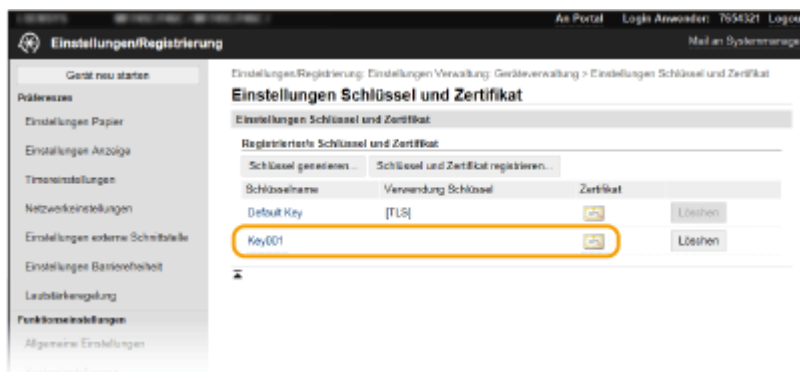 An Portal Login Anwender: 7654321 Logou
Einstellungen/Registrierung
Mail an Systemmanage
Gerät neu starten
Präferenzen
Einstellungen Papier
Einstellungen Anzeige
Timereinstellungen
Netzwerkeinstellungen
Einstellungen externe Schnittstelle
Einstellungen Barrierefreiheit
Lautstärkeregelung
Funktionseinstellungen
Allgemeine Einstellungen
Einstellungen/Registrierung: Einstellungen Verwaltung: Geräteverwaltung > Einstellungen Schlüssel und Zertifikat
Einstellungen Schlüssel und Zertifikat
Einstellungen Schlüssel und Zertifikat
Registrierte/s Schlüssel und Zertifikat
Schlüssel generieren... Schlüssel und Zertifikat registrieren...
Schlüsselname Verwendung Schlüssel Zertifikat
Default Key [TLS] Löschen
Key001 Löschen